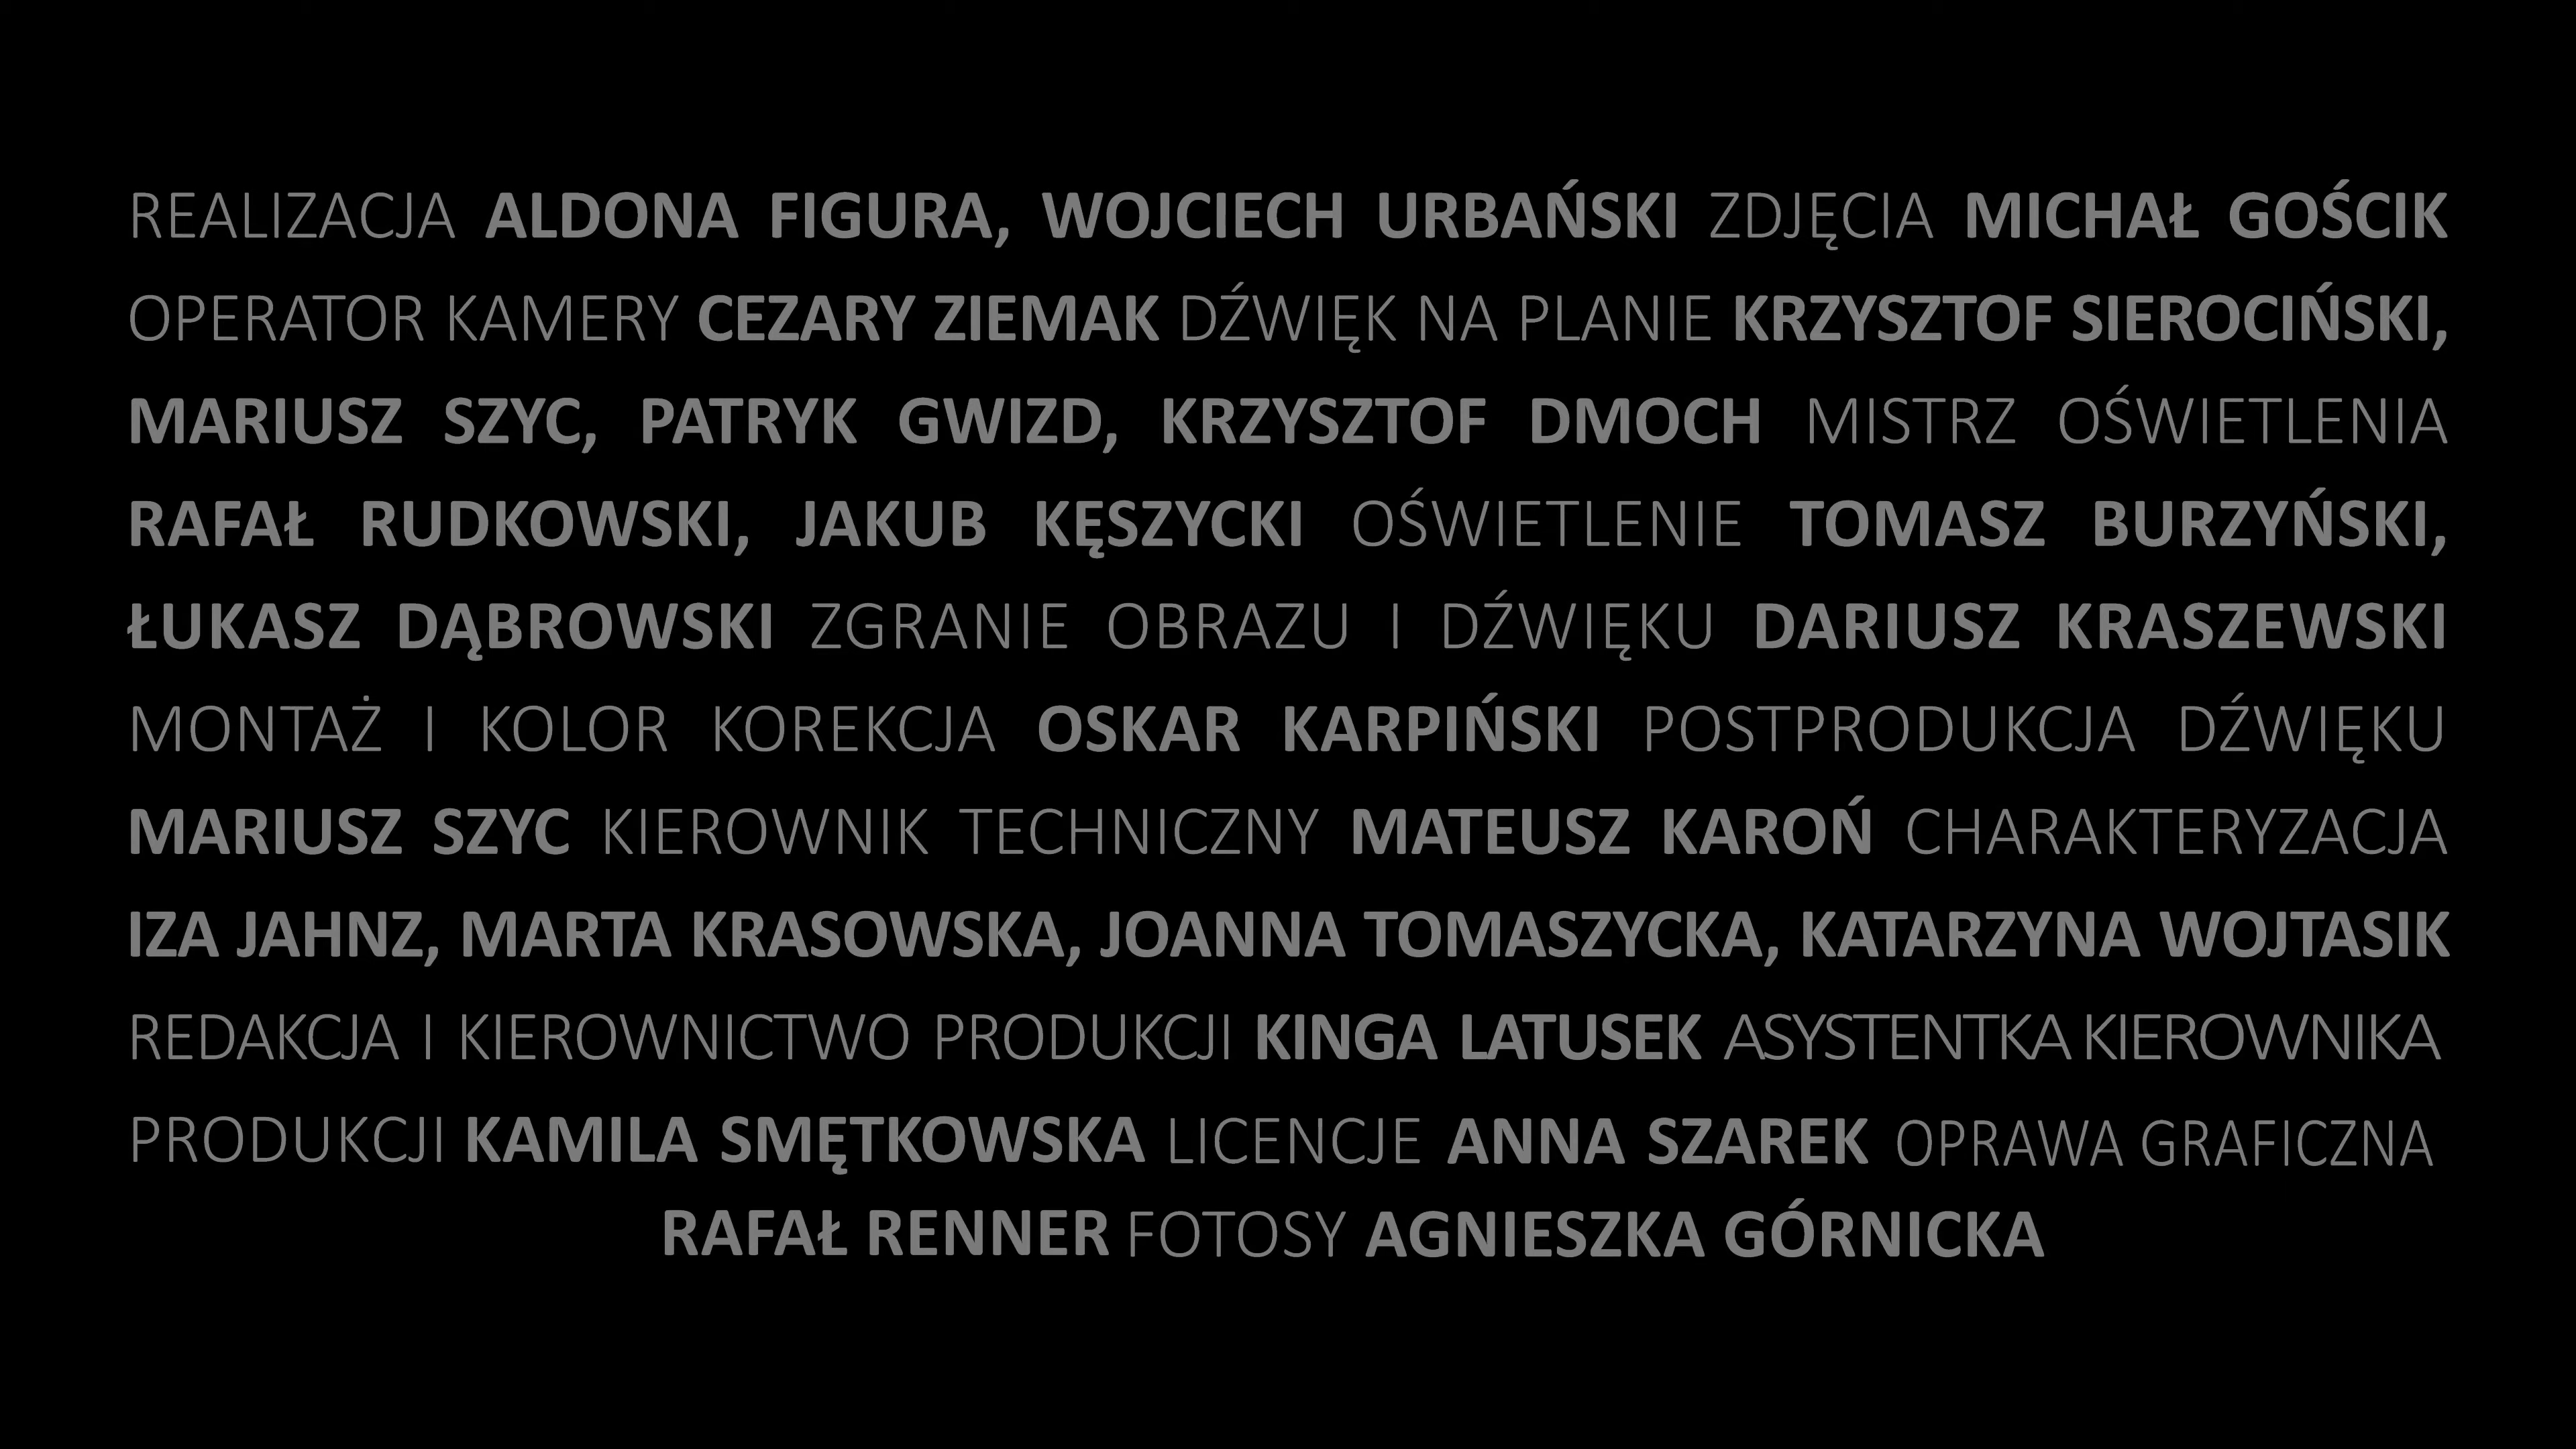 REALIZACJA ALDONA FIGURA, WOJCIECH URBAŃSKI ZDJĘCIA MICHAŁ GOŚCIK
OPERATOR KAMERY CEZARY ZIEMAK DŹWIĘK NA PLANIE KRZYSZTOF SIEROCIŃSKI,
MARIUSZ SZYC, PATRYK GWIZD, KRZYSZTOF DMOCH MISTRZ OŚWIETLENIA
RAFAŁ RUDKOWSKI, JAKUB KĘSZYCKI OŚWIETLENIE TOMASZ BURZYŃSKI,
ŁUKASZ DĄBROWSKI ZGRANIE OBRAZU I DŹWIĘKU DARIUSZ KRASZEWSKI
MONTAŻ I KOLOR KOREKCJA OSKAR KARPIŃSKI POSTPRODUKCJA DŹWIĘKU
MARIUSZ SZYC KIEROWNIK TECHNICZNY MATEUSZ KAROŃ CHARAKTERYZACJA
IZA JAHNZ, MARTA KRASOWSKA, JOANNA TOMASZYCKA, KATARZYNA WOJTASIK
REDAKCJA I KIEROWNICTWO PRODUKCJI KINGA LATUSEK ASYSTENTKA KIEROWNIKA
PRODUKCJI KAMILA SMĘTKOWSKA LICENCJE ANNA SZAREK OPRAWA GRAFICZNA
RAFAŁ RENNER FOTOSY AGNIESZKA GÓRNICKA